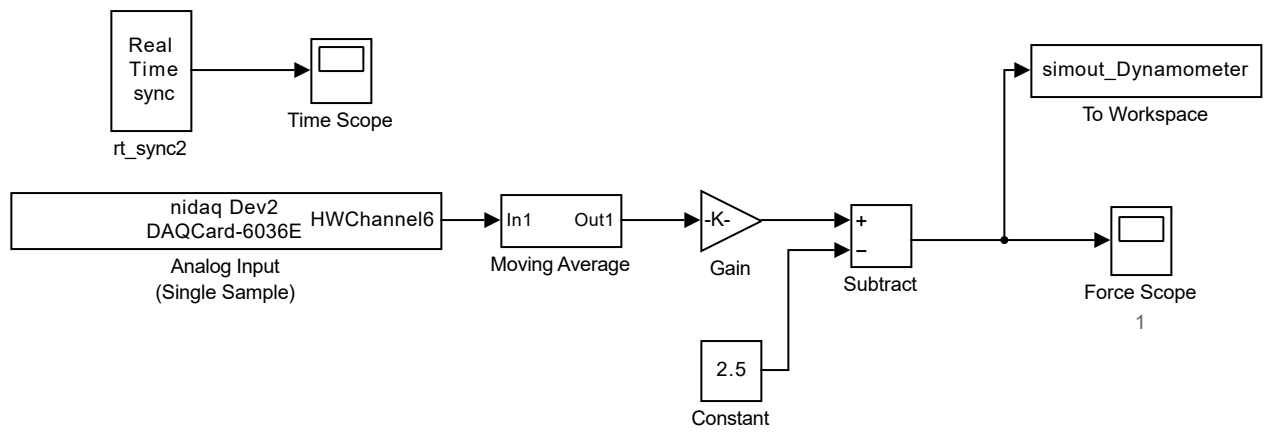 Real
Time
sync
rt_sync2
Time Scope
simout_Dynamometer
To Workspace
nidaq Dev2
DAQCard-6036E
HWChannel6
Analog Input
(Single Sample)
In1
Out1
Moving Average
-K-
Gain
+
−
Subtract
Force Scope
1
2.5
Constant